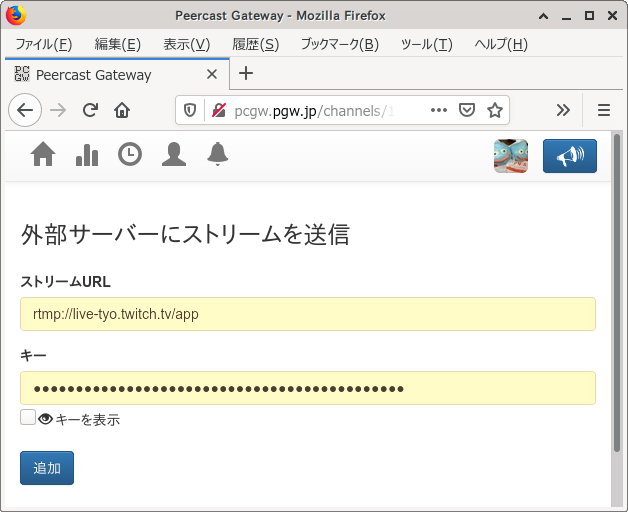 Peercast Gateway - Mozilla Firefox
ファイル(F) 編集(E) 表示(V) 履歴(S) ブックマーク(B) ツール(T) ヘルプ(H)
PC GW Peercast Gateway
pcgw.pgw.jp/channels/1
外部サーバーにストリームを送信
ストリームURL
rtmp://live-tyo.twitch.tv/app
キー
●●●●●●●●●●●●●●●●●●●●●●●●●●●●●●●●●●●●●●●●●●●●
キーを表示
追加